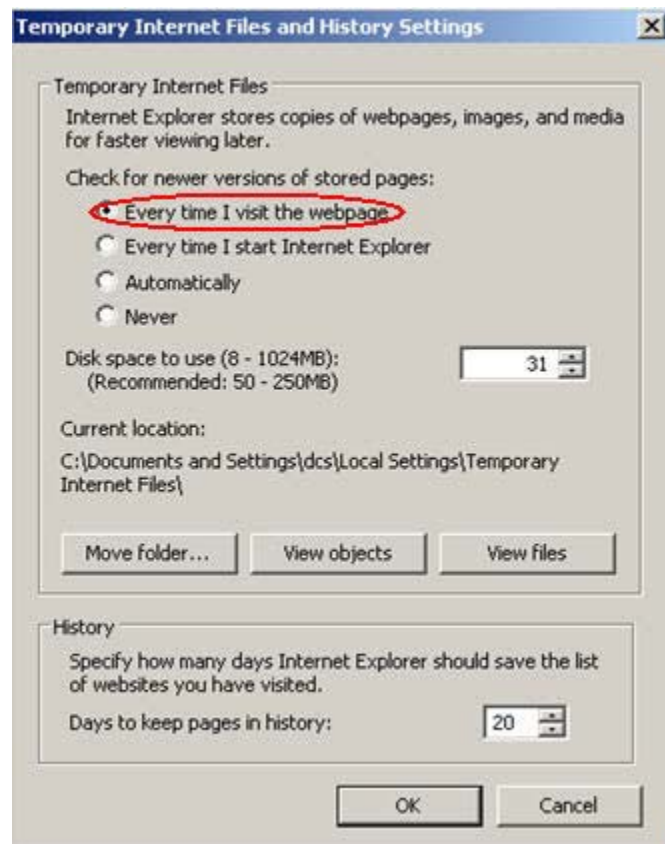 Temporary Internet Files and History Settings
Temporary Internet Files
Internet Explorer stores copies of webpages, images, and media
for faster viewing later.
Check for newer versions of stored pages:
Every time I visit the webpage
Every time I start Internet Explorer
Automatically
Never
Disk space to use (8 - 1024MB):
31
(Recommended: 50 - 250MB)
Current location:
C:\Documents and Settings\dcs\Local Settings\Temporary
Internet Files\
Move folder... View objects View files
History
Specify how many days Internet Explorer should save the list
of websites you have visited.
Days to keep pages in history: 20
OK Cancel